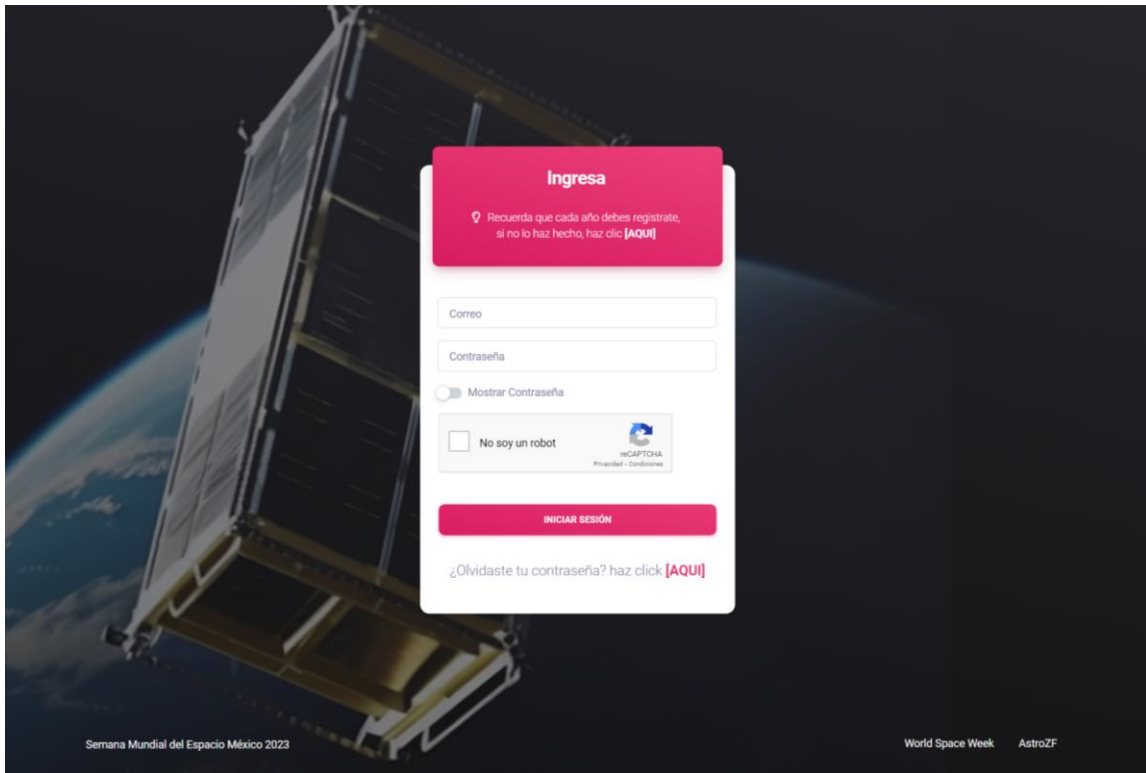 Ingresa
Recuerda que cada año debes registrate,
si no lo haz hecho, haz clic [AQUI]
Correo
Contraseña
Mostrar Contraseña
No soy un robot
reCAPTCHA
Privacidad - Condiciones
INICIAR SESIÓN
¿Olvidaste tu contraseña? haz click [AQUI]
Semana Mundial del Espacio México 2023
World Space Week AstroZF